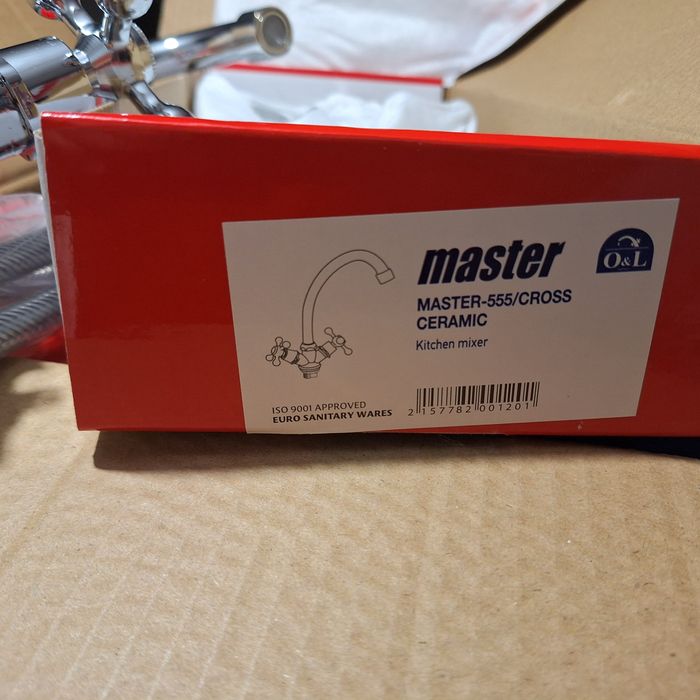 master
O&L
MASTER-555/CROSS
CERAMIC
Kitchen mixer
ISO 9001 APPROVED
EURO SANITARY WARES
2 157782 001201